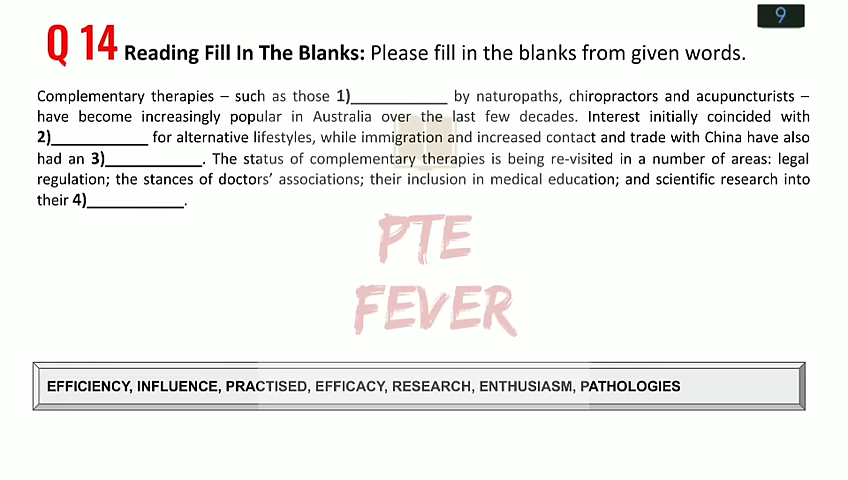 9
Q 14 Reading Fill In The Blanks: Please fill in the blanks from given words.
Complementary therapies – such as those 1)____________ by naturopaths, chiropractors and acupuncturists –
have become increasingly popular in Australia over the last few decades. Interest initially coincided with
2)____________ for alternative lifestyles, while immigration and increased contact and trade with China have also
had an 3)____________. The status of complementary therapies is being re-visited in a number of areas: legal
regulation; the stances of doctors’ associations; their inclusion in medical education; and scientific research into
their 4)____________.
PTE
FEVER
EFFICIENCY, INFLUENCE, PRACTISED, EFFICACY, RESEARCH, ENTHUSIASM, PATHOLOGIES